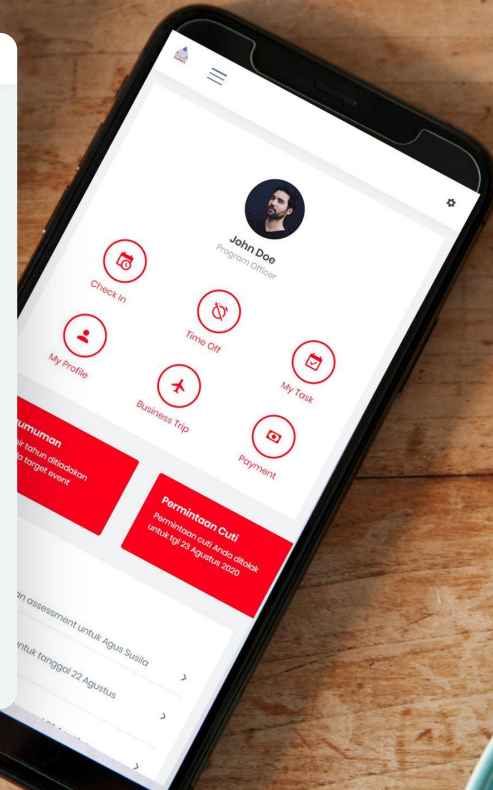 John Doe
Program Officer
Check In
Time Off
My Task
My Profile
Business Trip
Payment
umuman
hir tahun ditiadakan
target event
Permintaan Cuti
Permintaan cuti Anda ditolak
untuk tgl 23 Agustus 2020
an assessment untuk Agus Susila
ntuk tanggal 22 Agustus